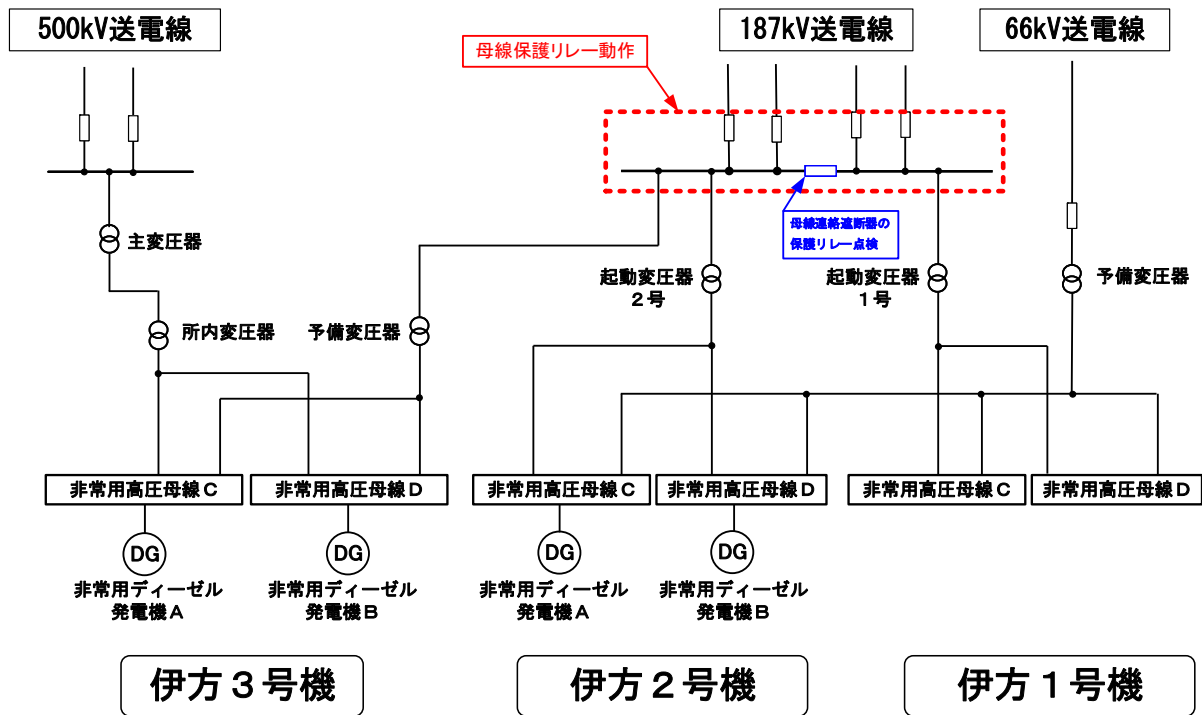 500kV送電線
187kV送電線
66kV送電線
母線保護リレー動作
母線連絡遮断器の
保護リレー点検
主変圧器
所内変圧器
予備変圧器
起動変圧器
2号
起動変圧器
1号
予備変圧器
非常用高圧母線C
非常用高圧母線D
非常用高圧母線C
非常用高圧母線D
非常用高圧母線C
非常用高圧母線D
DG
DG
DG
DG
非常用ディーゼル
発電機A
非常用ディーゼル
発電機B
非常用ディーゼル
発電機A
非常用ディーゼル
発電機B
伊方3号機
伊方2号機
伊方1号機